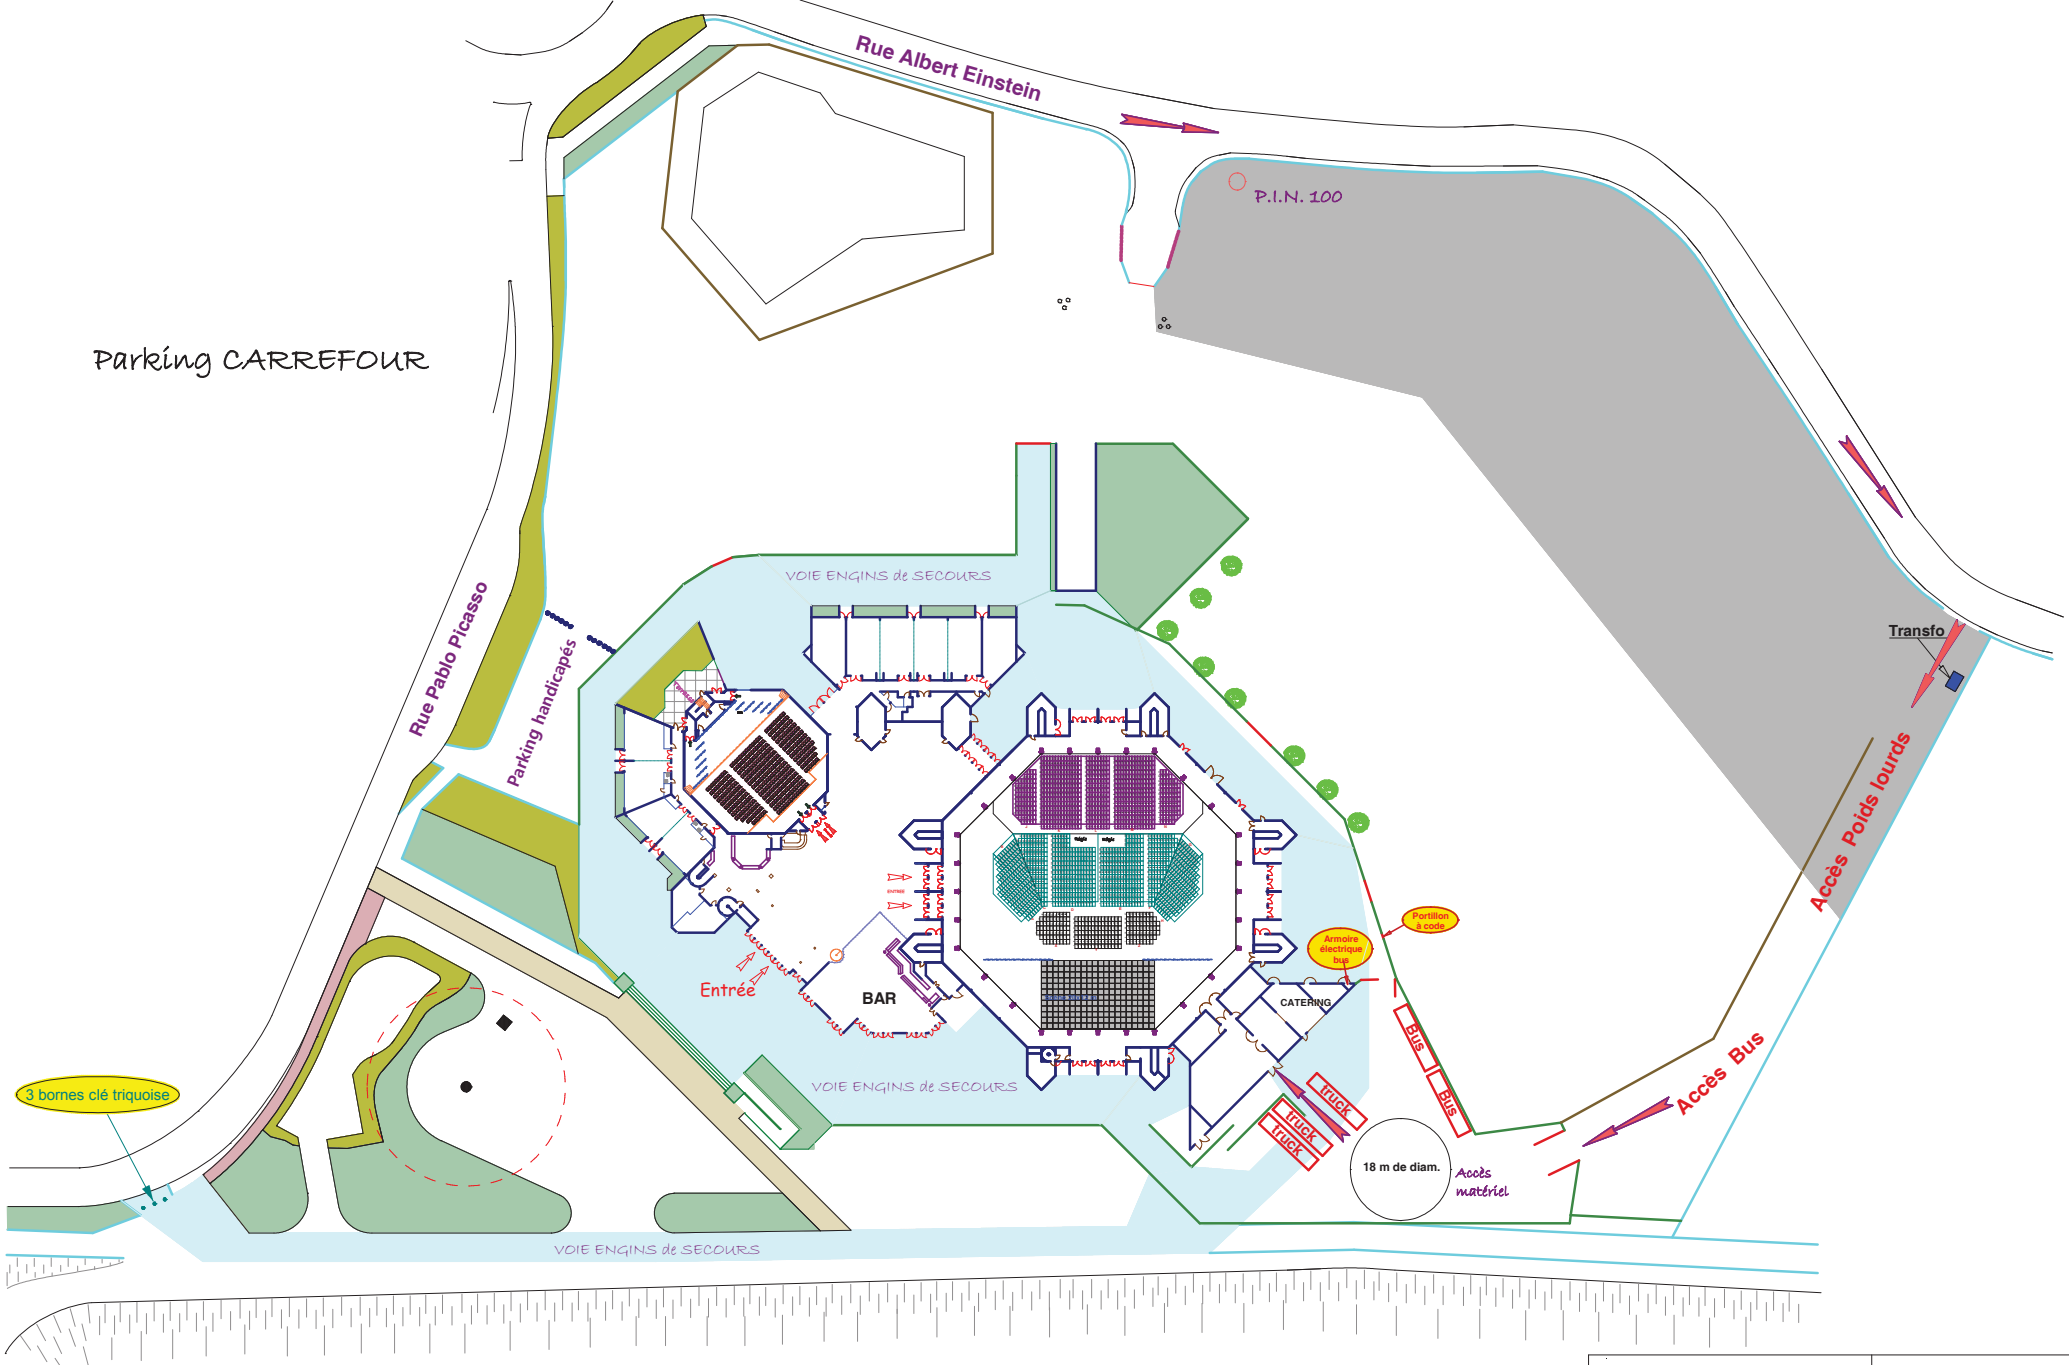 Rue Albert Einstein
P.I.N. 100
Parking CARREFOUR
VOIE ENGINS de SECOURS
Rue Pablo Picasso
Parking handicapés
Transfo
Accès Poids lourds
ENTREE
Portillon
à code
Armoire
électrique
bus
Entrée
BAR
CATERING
Bus
Bus
Accès Bus
VOIE ENGINS de SECOURS
3 bornes clé triquoise
truck
truck
truck
18 m de diam.
Accès
matériel
VOIE ENGINS de SECOURS